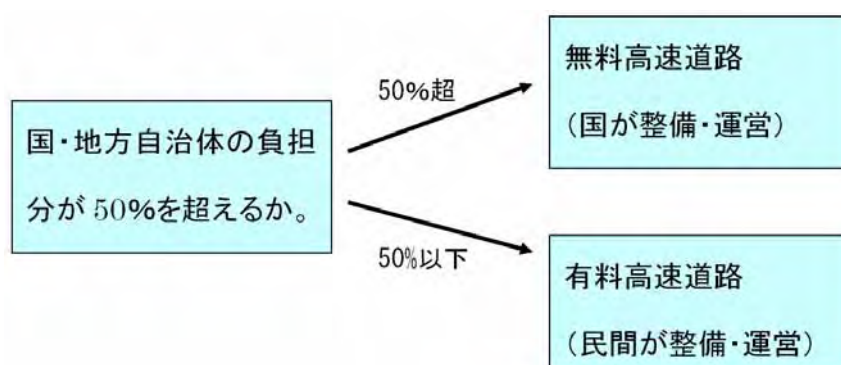 国・地方自治体の負担
分が50%を超えるか。
50%超
無料高速道路
（国が整備・運営）
50%以下
有料高速道路
（民間が整備・運営）